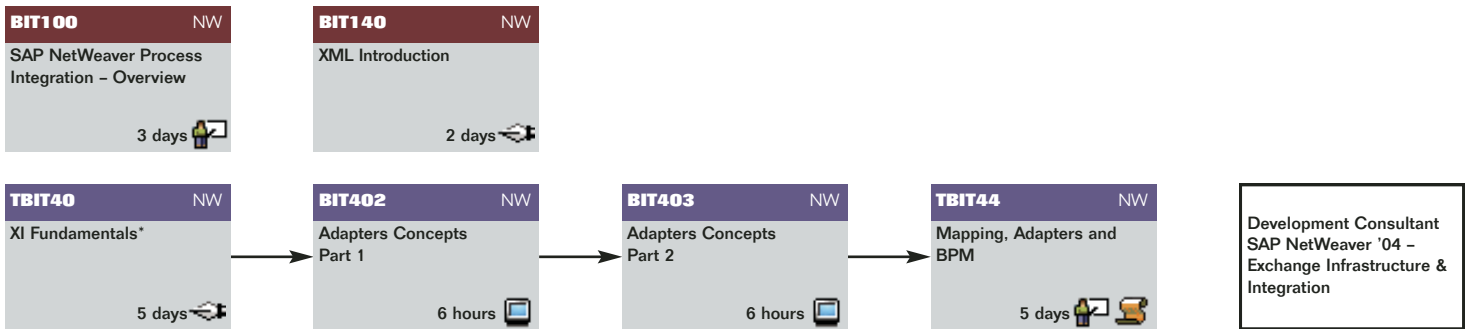 BIT100 NW
SAP NetWeaver Process
Integration – Overview
3 days
BIT140 NW
XML Introduction
2 days
TBIT40 NW
XI Fundamentals*
5 days
BIT402 NW
Adapters Concepts
Part 1
6 hours
BIT403 NW
Adapters Concepts
Part 2
6 hours
TBIT44 NW
Mapping, Adapters and
BPM
5 days
Development Consultant
SAP NetWeaver ’04 –
Exchange Infrastructure &
Integration